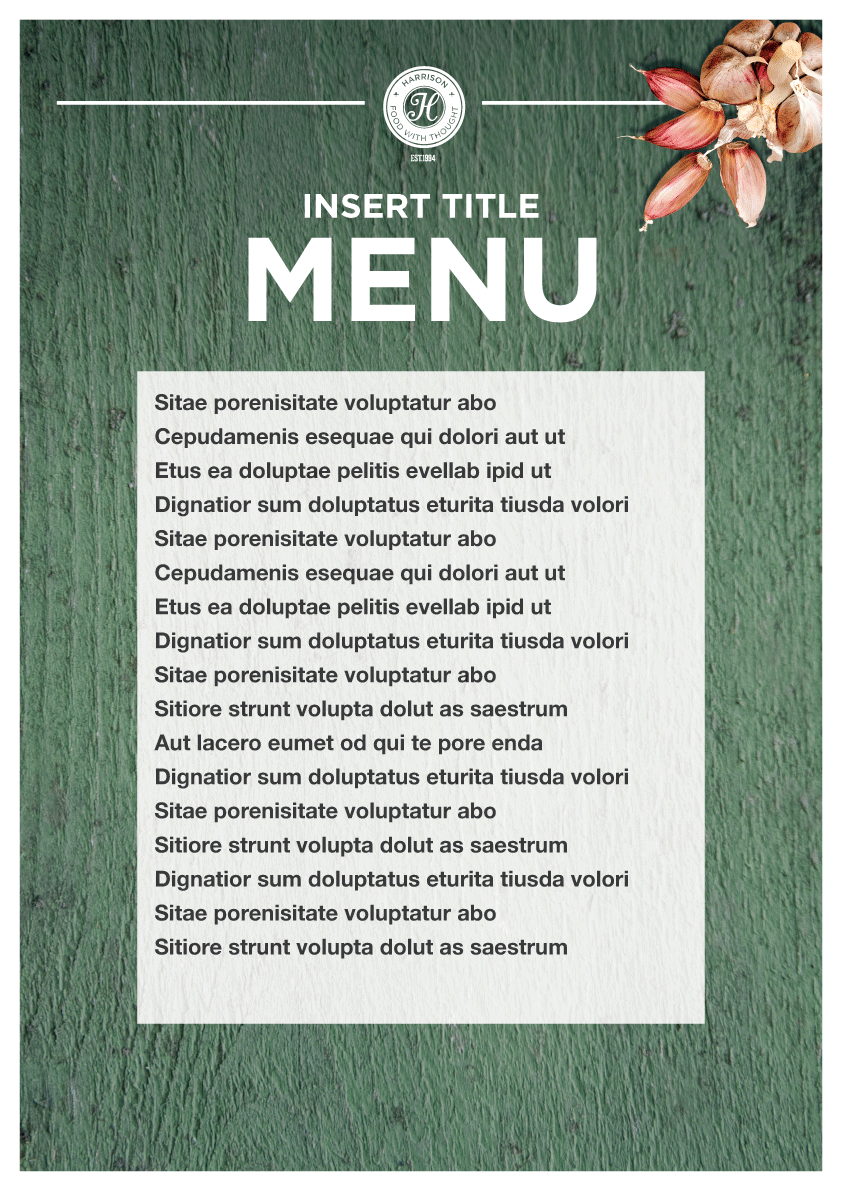 HARRISON
H
FOOD WITH THOUGHT
EST.1994
INSERT TITLE
MENU
Sitae porenisitate voluptatur abo
Cepudamenis esequae qui dolori aut ut
Etus ea doluptae pelitis evellab ipid ut
Dignatior sum doluptatus eturita tiusda volori
Sitae porenisitate voluptatur abo
Cepudamenis esequae qui dolori aut ut
Etus ea doluptae pelitis evellab ipid ut
Dignatior sum doluptatus eturita tiusda volori
Sitae porenisitate voluptatur abo
Sitiore strunt volupta dolut as saestrum
Aut lacero eumet od qui te pore enda
Dignatior sum doluptatus eturita tiusda volori
Sitae porenisitate voluptatur abo
Sitiore strunt volupta dolut as saestrum
Dignatior sum doluptatus eturita tiusda volori
Sitae porenisitate voluptatur abo
Sitiore strunt volupta dolut as saestrum